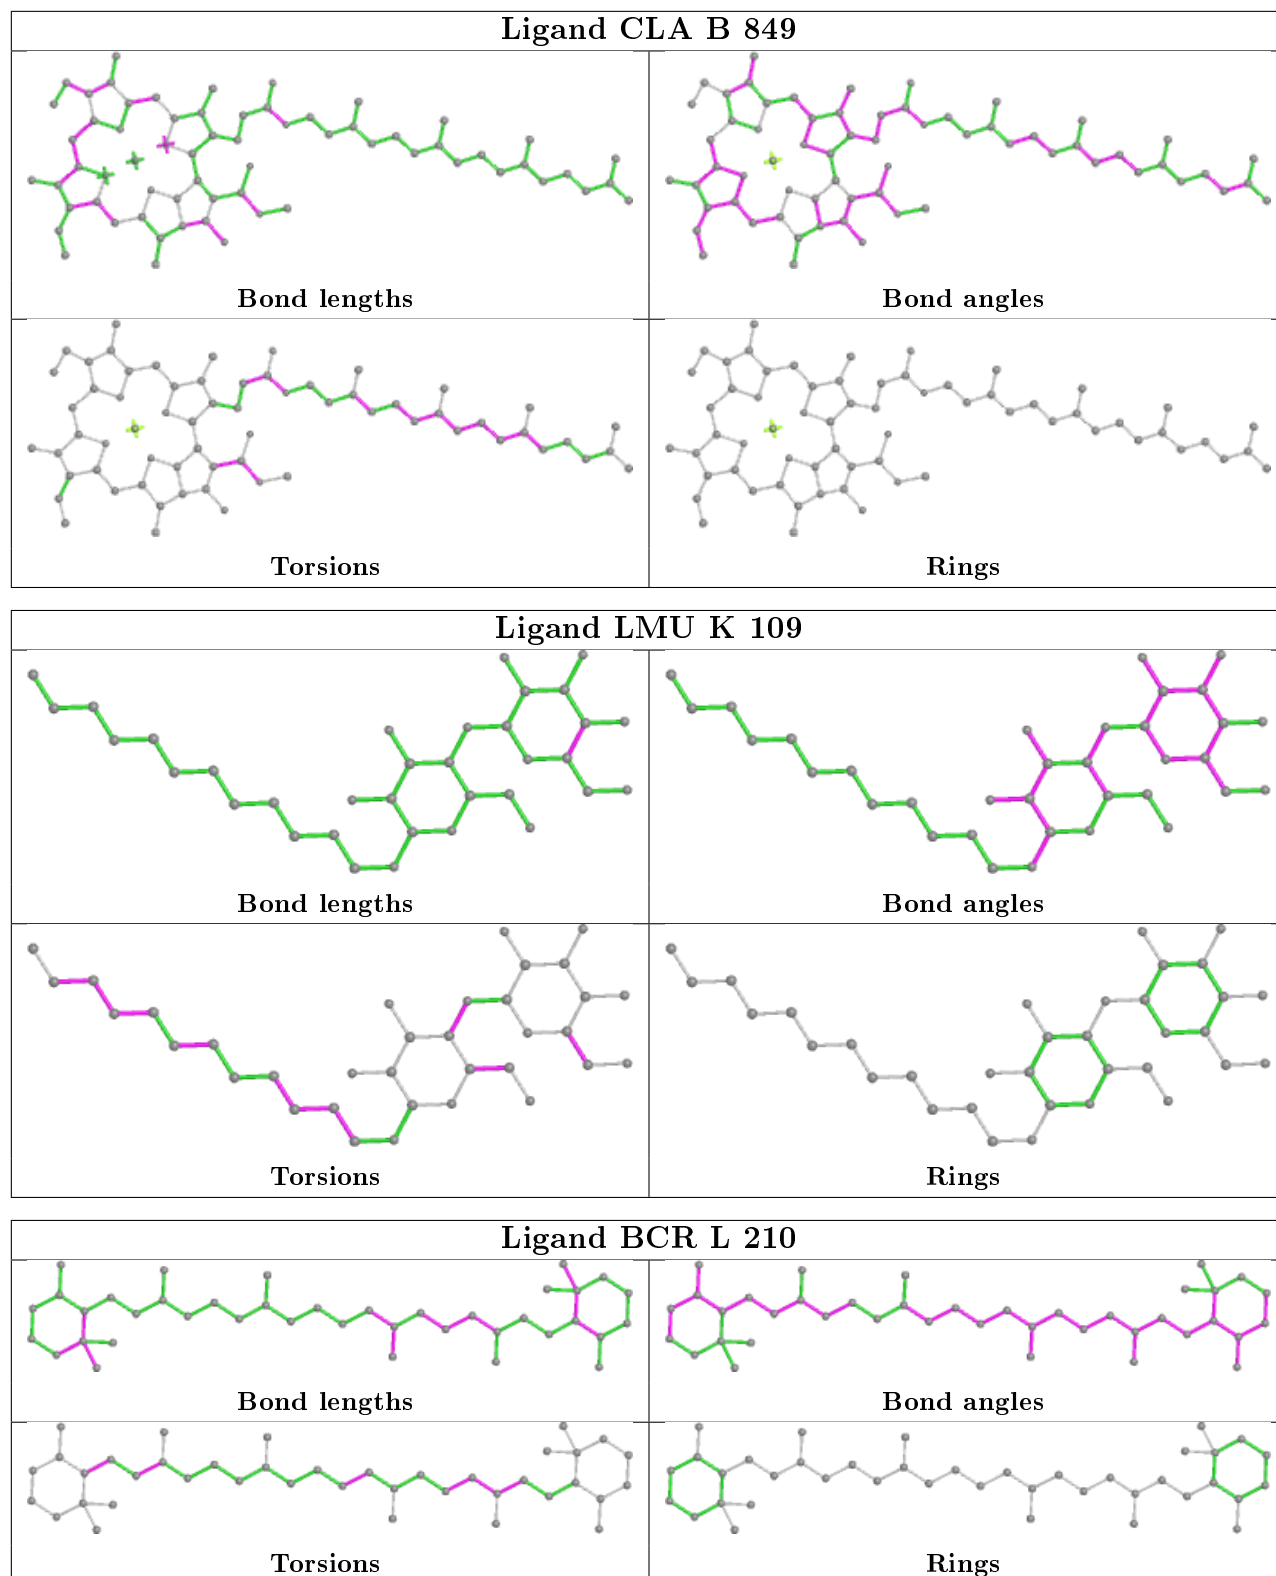 Ligand CLA B 849
Bond lengths
Bond angles
Torsions
Rings
Ligand LMU K 109
Bond lengths
Bond angles
Torsions
Rings
Ligand BCR L 210
Bond lengths
Bond angles
Torsions
Rings